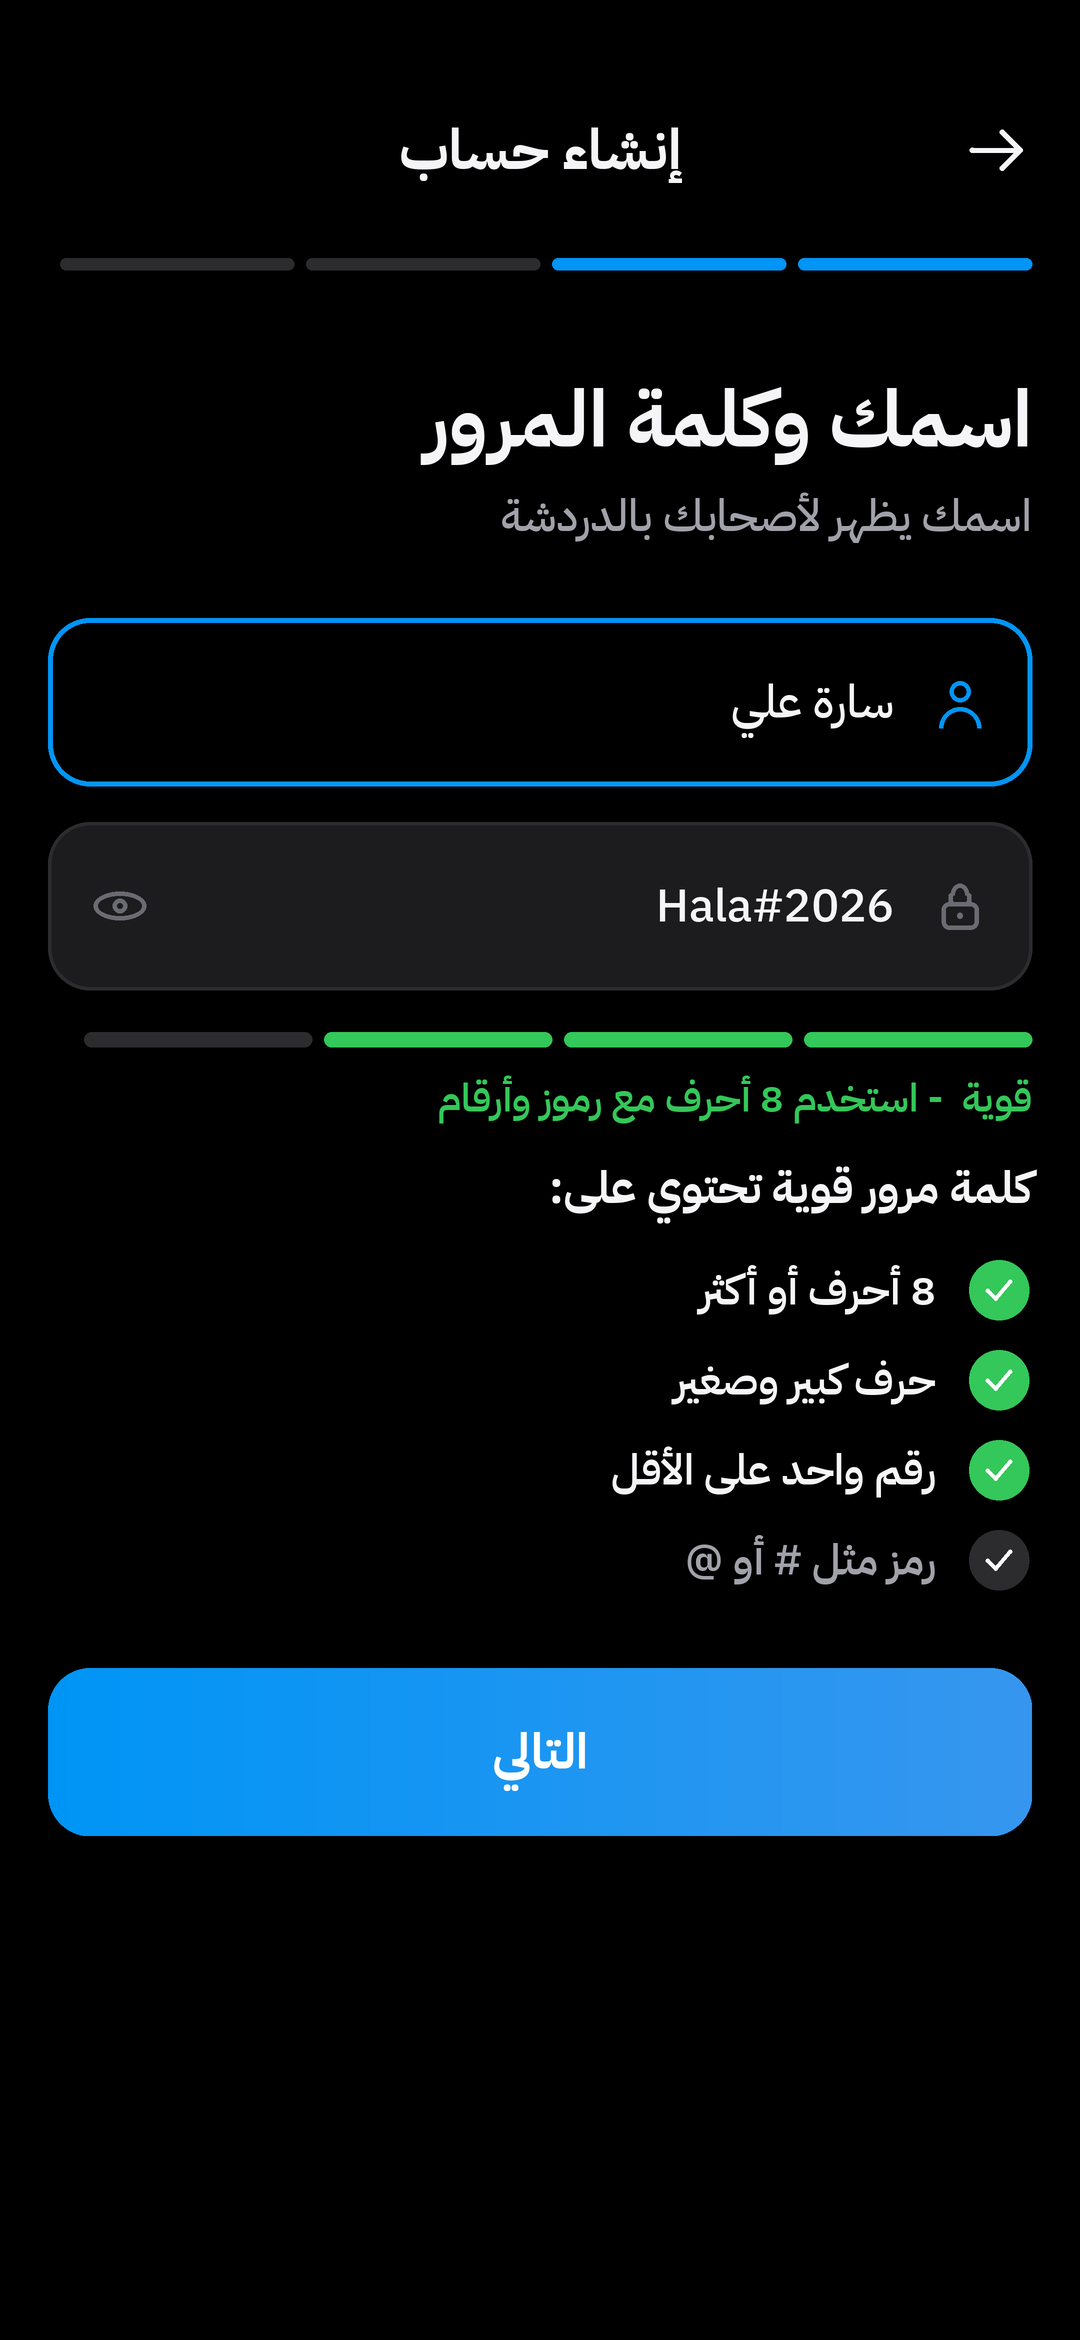 إنشاء حساب
اسمك وكلمة المرور
اسمك يظهر لأصحابك بالدردشة
سارة علي
Hala#2026
قوية - استخدم 8 أحرف مع رموز وأرقام
كلمة مرور قوية تحتوي على:
8 أحرف أو أكثر
حرف كبير وصغير
رقم واحد على الأقل
رمز مثل # أو @
التالي